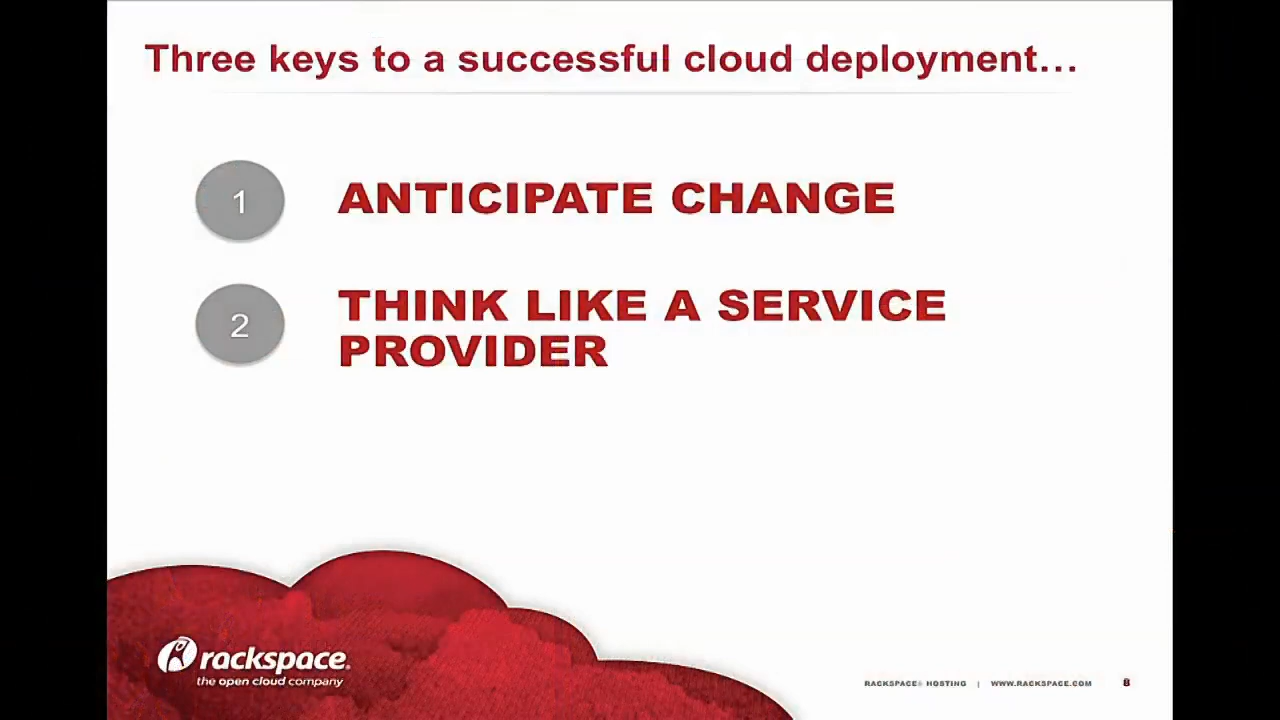 Three keys to a successful cloud deployment...
1
ANTICIPATE CHANGE
2
THINK LIKE A SERVICE
PROVIDER
rackspace.
the open cloud company
RACKSPACE® HOSTING | WWW.RACKSPACE.COM 8